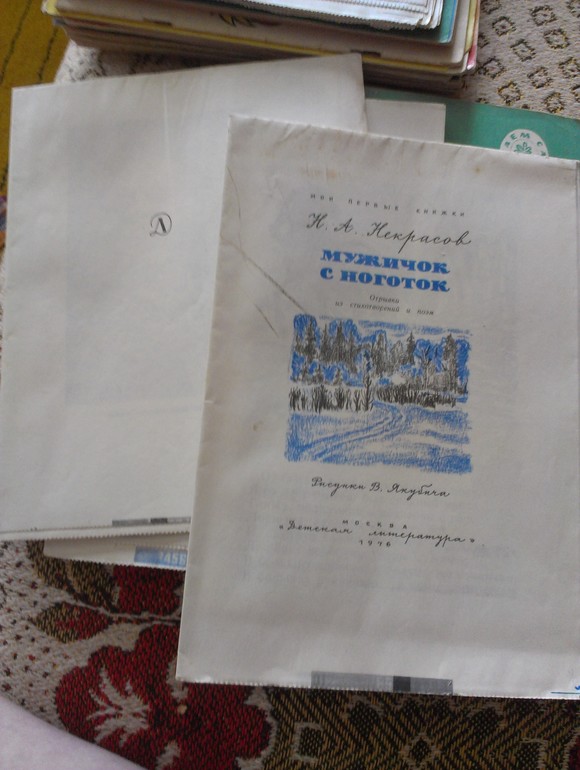 МОИ ПЕРВЫЕ КНИЖКИ
Н. А. Некрасов
МУЖИЧОК
С НОГОТОК
Отрывки
из стихотворений и поэм
Рисунки В. Якубича
МОСКВА
«Детская литература»
1976